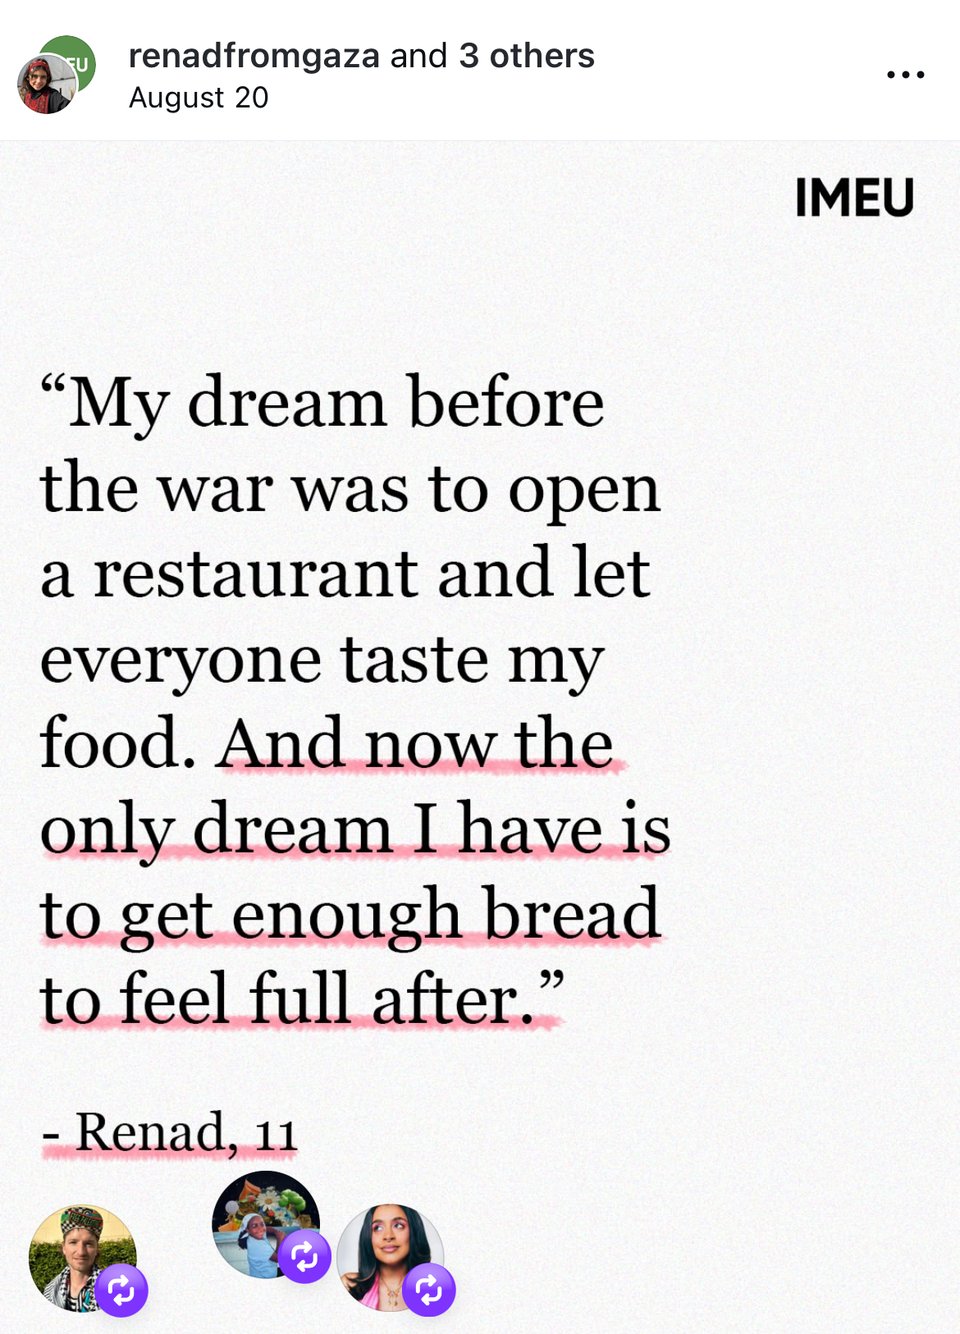 EU
renadfromgaza and 3 others
August 20
IMEU
“My dream before
the war was to open
a restaurant and let
everyone taste my
food. And now the
only dream I have is
to get enough bread
to feel full after.”
- Renad, 11